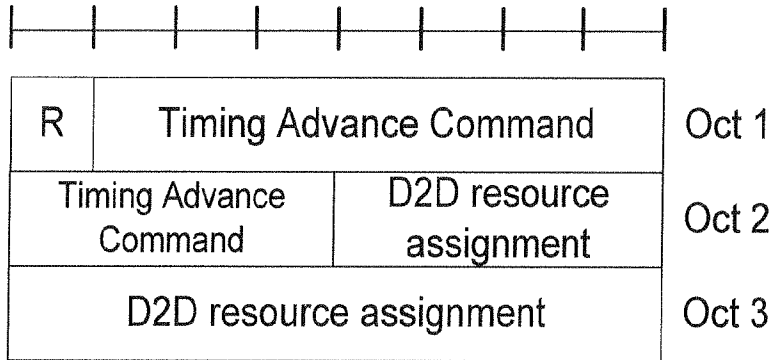 R Timing Advance Command Oct 1
Timing Advance Command D2D resource assignment Oct 2
D2D resource assignment Oct 3